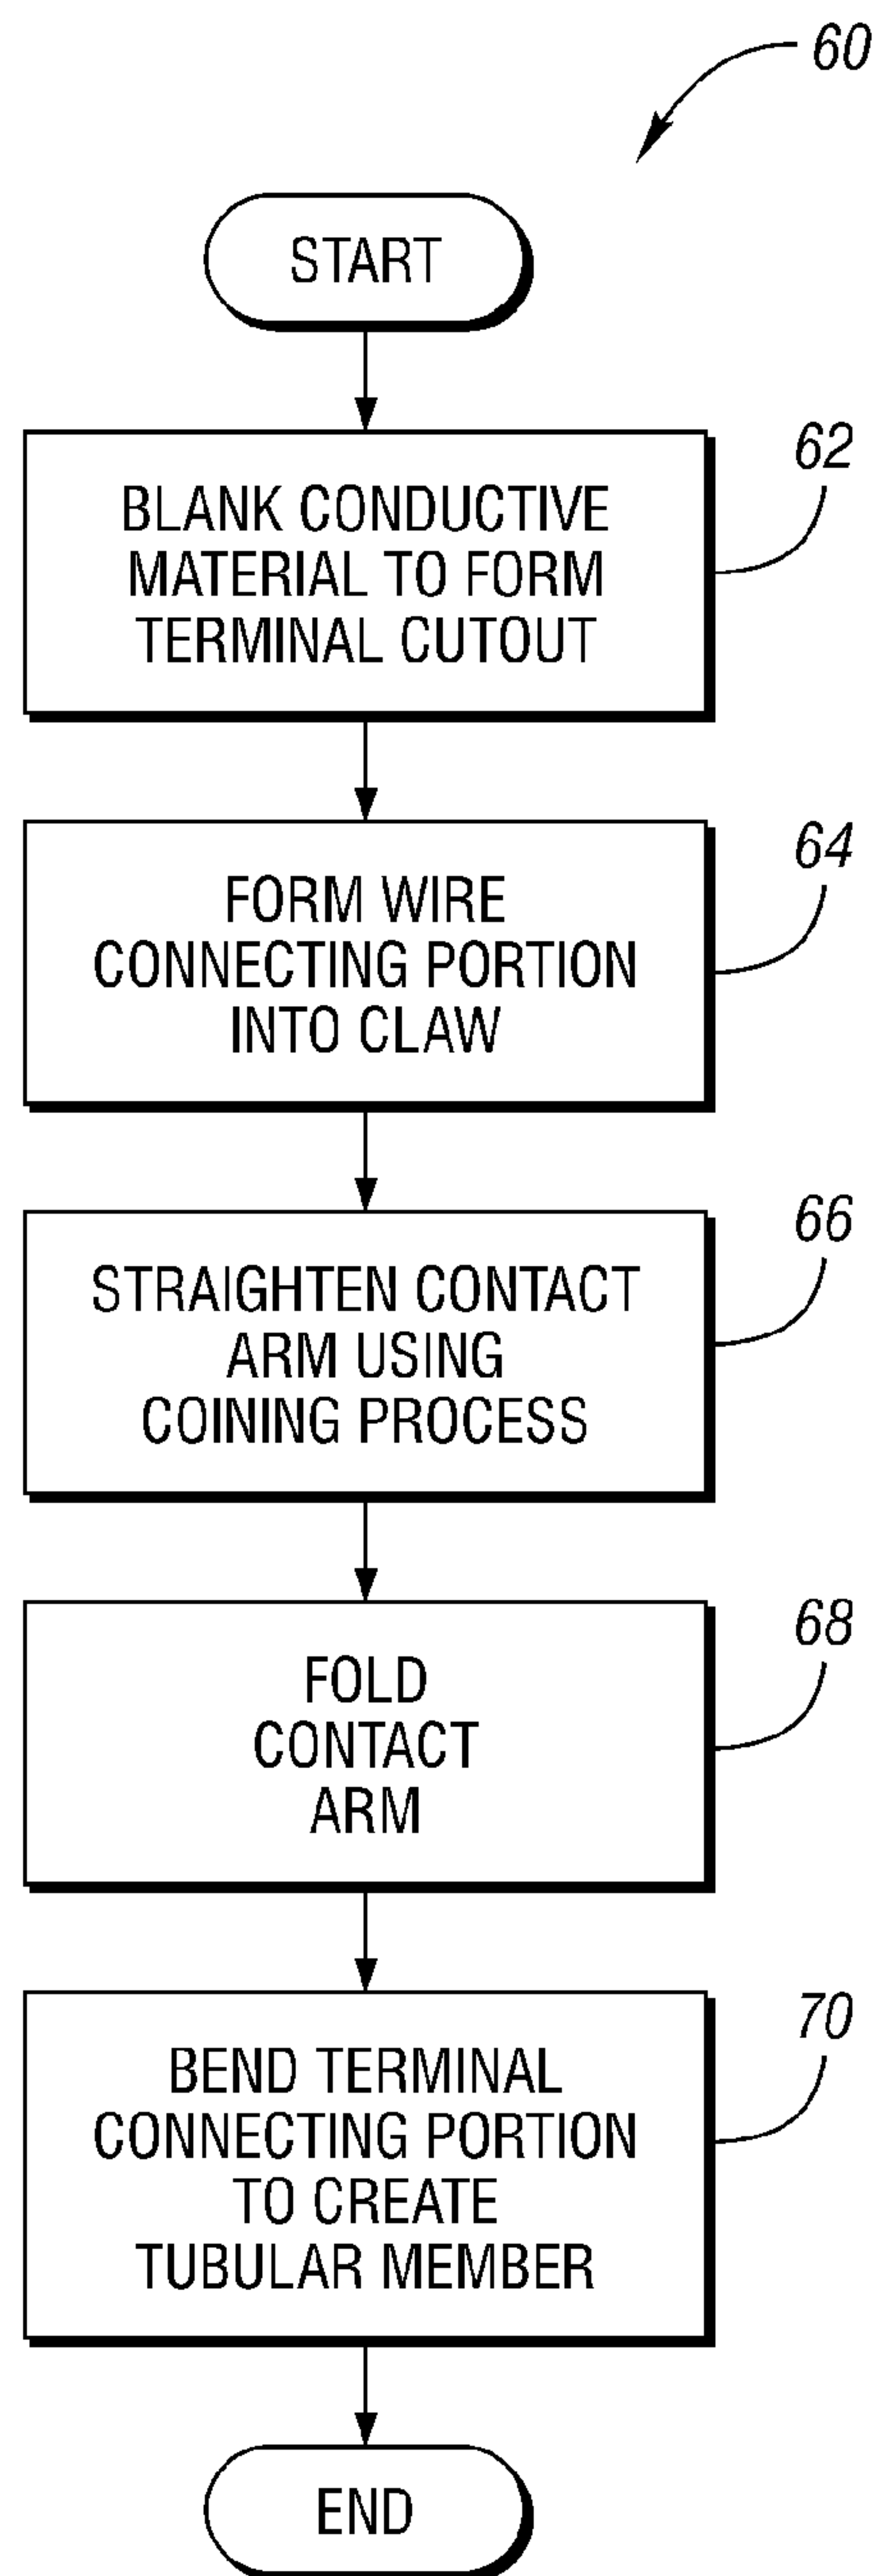 60
START
62
BLANK CONDUCTIVE
MATERIAL TO FORM
TERMINAL CUTOUT
64
FORM WIRE
CONNECTING PORTION
INTO CLAW
66
STRAIGHTEN CONTACT
ARM USING
COINING PROCESS
68
FOLD
CONTACT
ARM
70
BEND TERMINAL
CONNECTING PORTION
TO CREATE
TUBULAR MEMBER
END